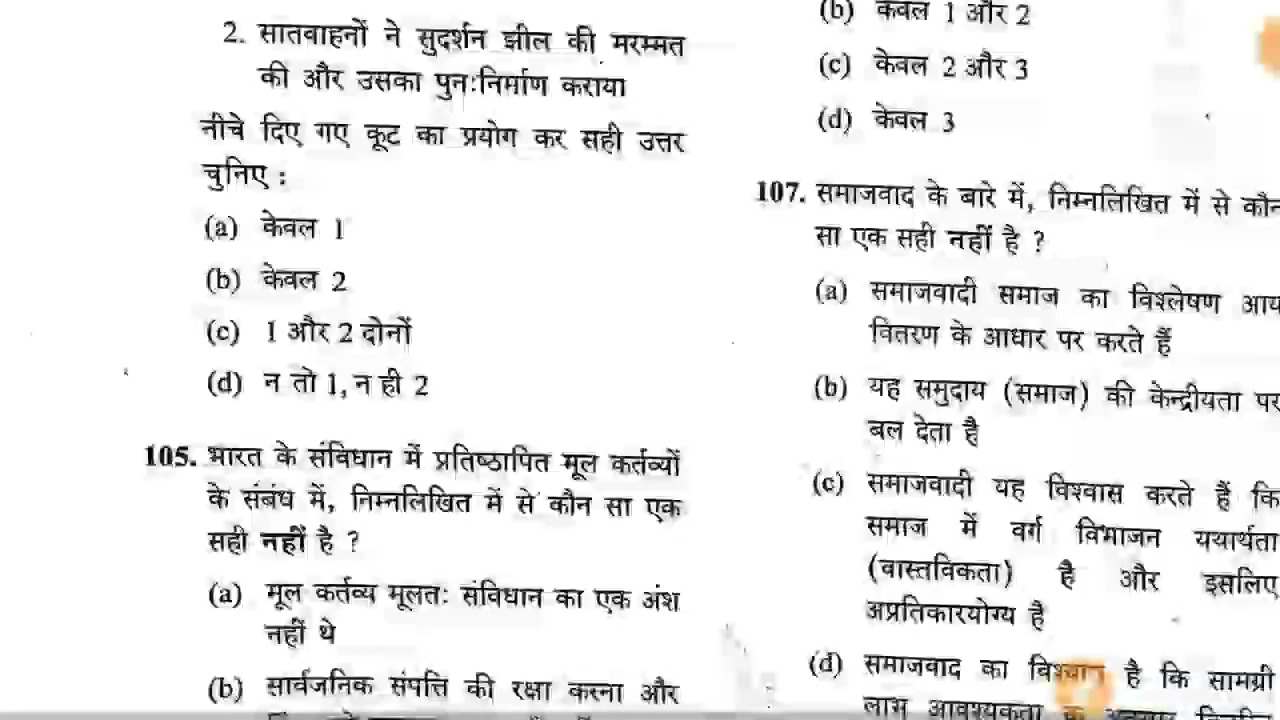 2. सातवाहनों ने सुदर्शन झील की मरम्मत
की और उसका पुनःनिर्माण कराया
नीचे दिए गए कूट का प्रयोग कर सही उत्तर
चुनिए :
(a) केवल 1
(b) केवल 2
(c) 1 और 2 दोनों
(d) न तो 1, न ही 2
105. भारत के संविधान में प्रतिष्ठापित मूल कर्तव्यों
के संबंध में, निम्नलिखित में से कौन सा एक
सही नहीं है ?
(a) मूल कर्तव्य मूलतः संविधान का एक अंश
नहीं थे
(b) सार्वजनिक संपत्ति की रक्षा करना और
(b) केवल 1 और 2
(c) केवल 2 और 3
(d) केवल 3
107. समाजवाद के बारे में, निम्नलिखित में से कौन
सा एक सही नहीं है ?
(a) समाजवादी समाज का विश्लेषण आय
वितरण के आधार पर करते हैं
(b) यह समुदाय (समाज) की केन्द्रीयता पर
बल देता है
(c) समाजवादी यह विश्वास करते हैं कि
समाज में वर्ग विभाजन ययार्थता
(वास्तविकता) है और इसलिए
अप्रतिकारयोग्य है
(d) समाजवाद का विश्वास है कि सामग्री
लाभ आवश्यकता के